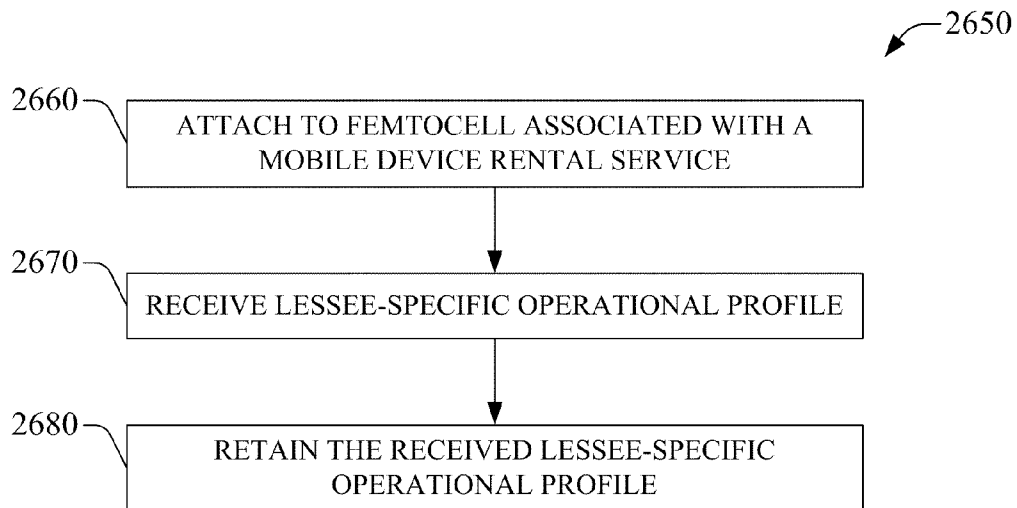 2650
2660
ATTACH TO FEMTOCELL ASSOCIATED WITH A
MOBILE DEVICE RENTAL SERVICE
2670
RECEIVE LESSEE-SPECIFIC OPERATIONAL PROFILE
2680
RETAIN THE RECEIVED LESSEE-SPECIFIC
OPERATIONAL PROFILE